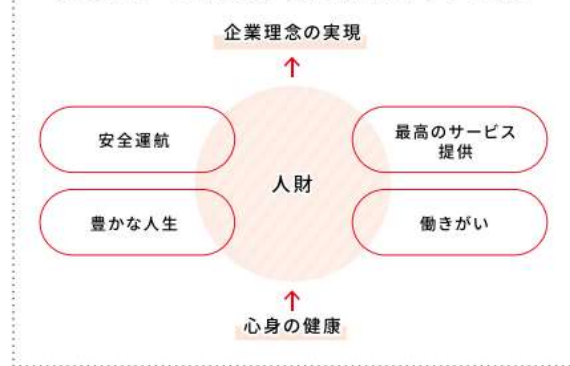 企業理念の実現
↑
安全運航
最高のサービス
提供
人財
豊かな人生
働きがい
↑
心身の健康